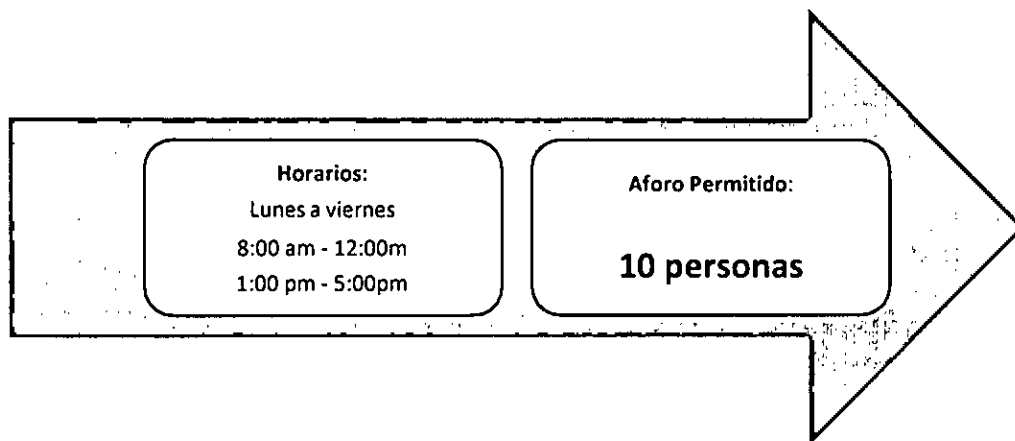 Horarios:
Lunes a viernes
8:00 am - 12:00m
1:00 pm - 5:00pm
Aforo Permitido:
10 personas